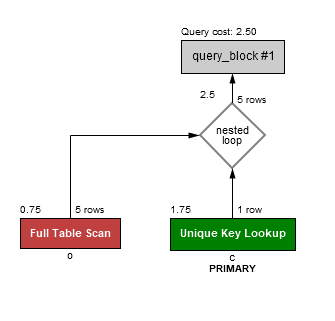 Query cost: 2.50
query_block #1
2.5
5 rows
nested
loop
0.75
5 rows
1.75
1 row
Full Table Scan
Unique Key Lookup
o
c
PRIMARY